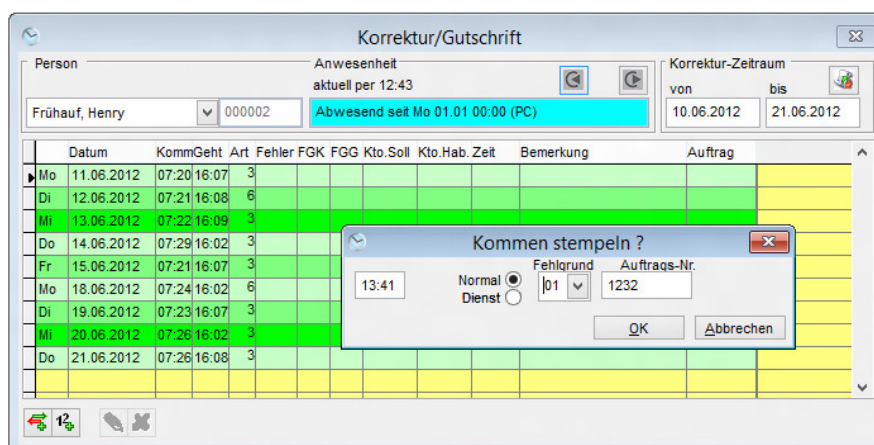 Korrektur/Gutschrift
Person
Anwesenheit
Korrektur-Zeitraum
aktuell per 12:43
von bis
Frühauf, Henry 000002 Abwesend seit Mo 01.01 00:00 (PC) 10.06.2012 21.06.2012
Datum Komm Geht Art Fehler FGK FGG Kto.Soll Kto.Hab. Zeit Bemerkung Auftrag
Mo 11.06.2012 07:20 16:07 3
Di 12.06.2012 07:21 16:08 6
Mi 13.06.2012 07:22 16:09 3
Do 14.06.2012 07:29 16:02 3
Fr 15.06.2012 07:21 16:07 3
Mo 18.06.2012 07:24 16:02 6
Di 19.06.2012 07:23 16:07 3
Mi 20.06.2012 07:26 16:02 3
Do 21.06.2012 07:26 16:08 3
Kommen stempeln ?
Fehlgrund Auftrags-Nr.
13:41 Normal 01 1232
Dienst
OK Abbrechen